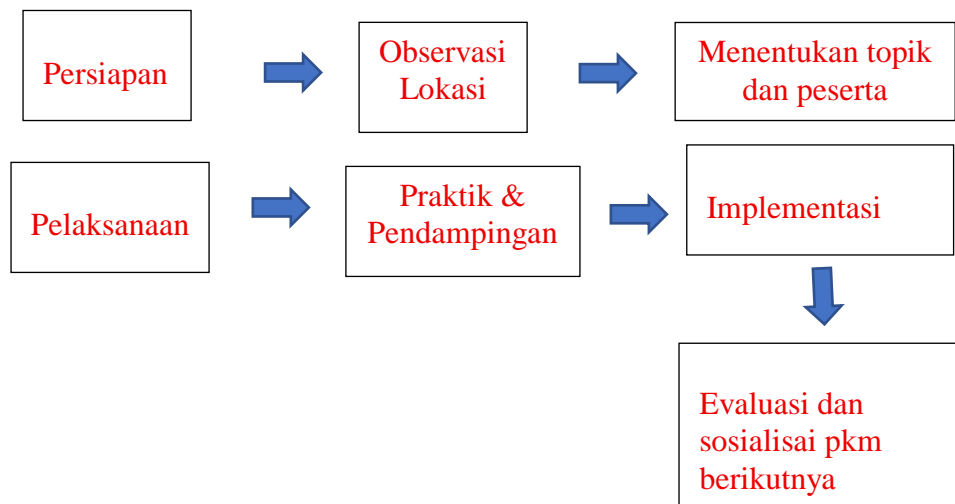 Persiapan
Observasi
Lokasi
Menentukan topik
dan peserta
Pelaksanaan
Praktik &
Pendampingan
Implementasi
Evaluasi dan
sosialisai pkm
berikutnya